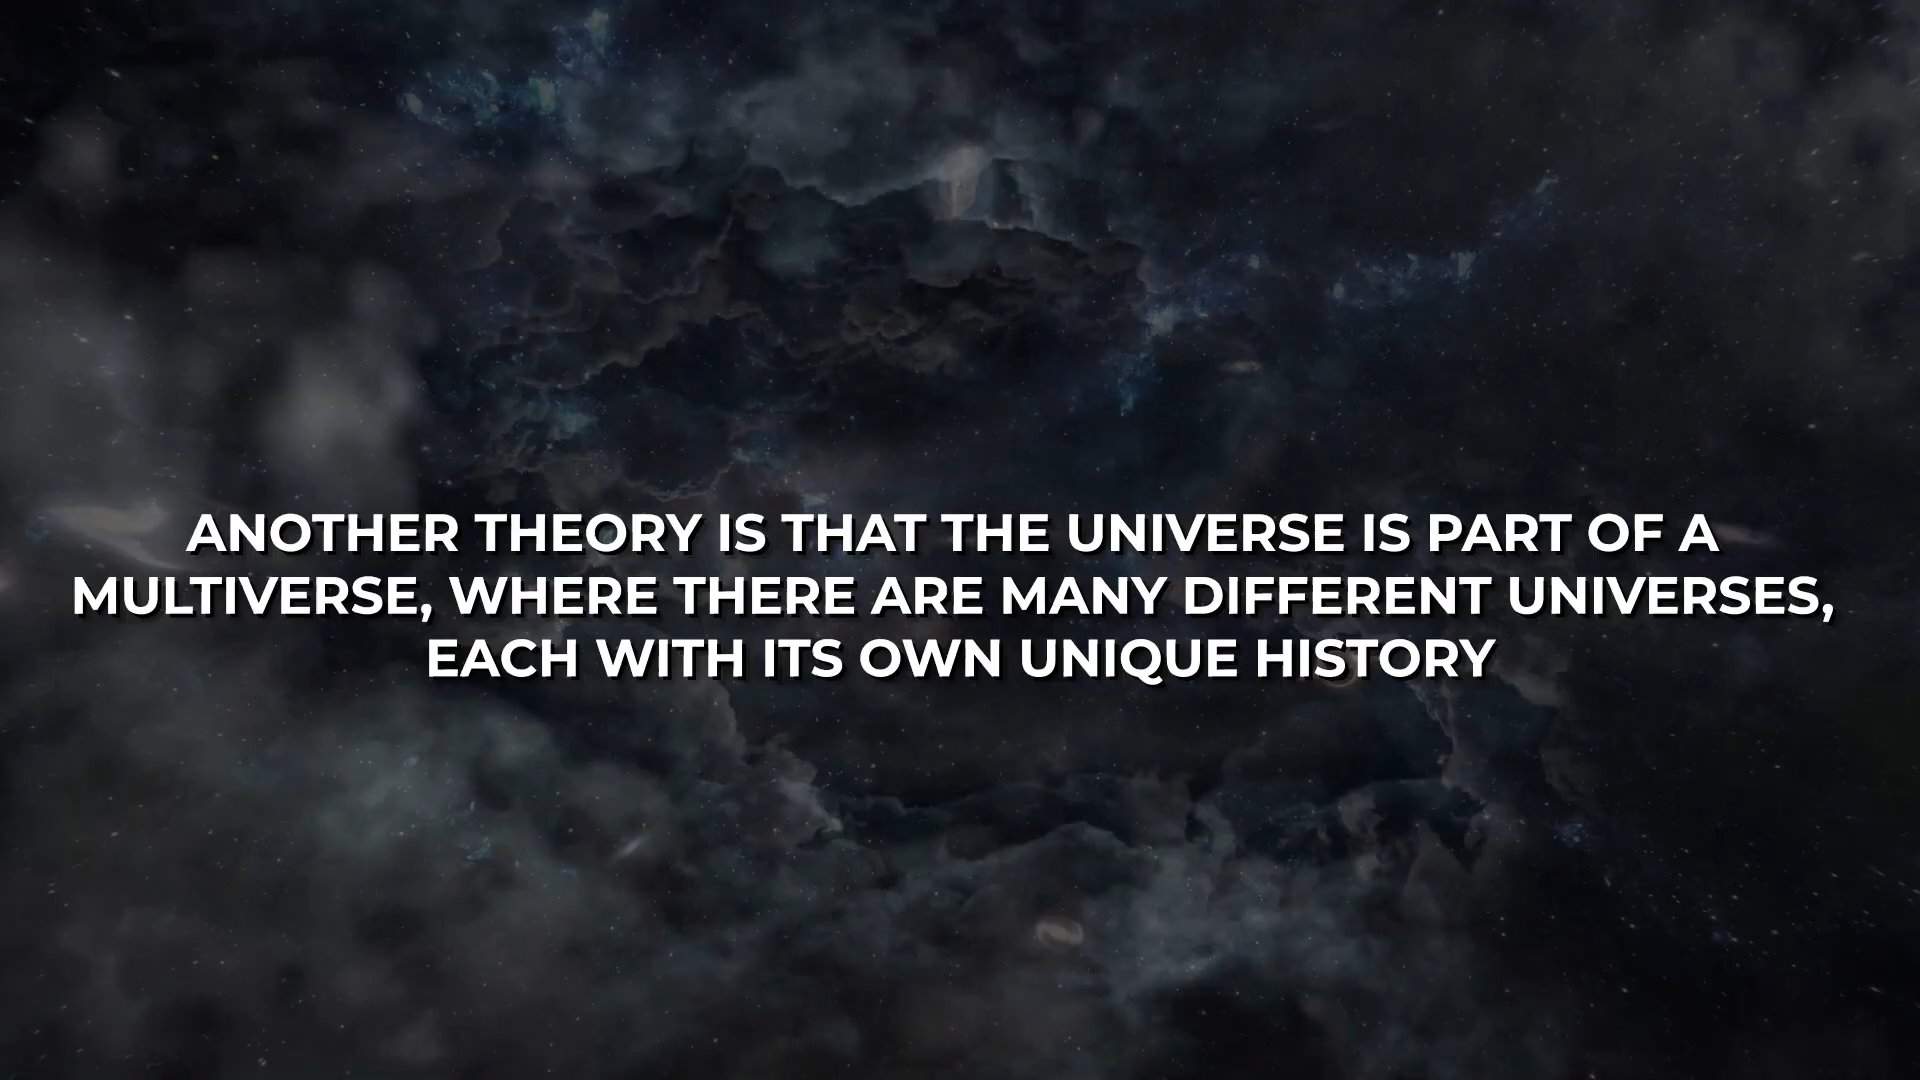 ANOTHER THEORY IS THAT THE UNIVERSE IS PART OF A
MULTIVERSE, WHERE THERE ARE MANY DIFFERENT UNIVERSES,
EACH WITH ITS OWN UNIQUE HISTORY